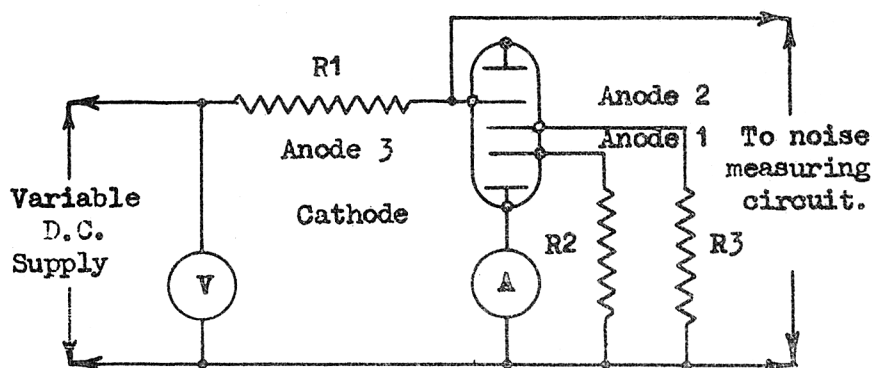 R1
Anode 2
Anode 1
Anode 3
To noise
measuring
circuit.
Variable
D.C.
Supply
Cathode
R2
R3
V
A